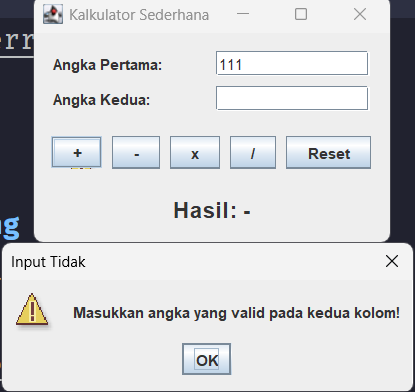 Kalkulator Sederhana
err
Angka Pertama: 111
Angka Kedua:
+ - x / Reset
Hasil: -
Input Tidak
Masukkan angka yang valid pada kedua kolom!
OK